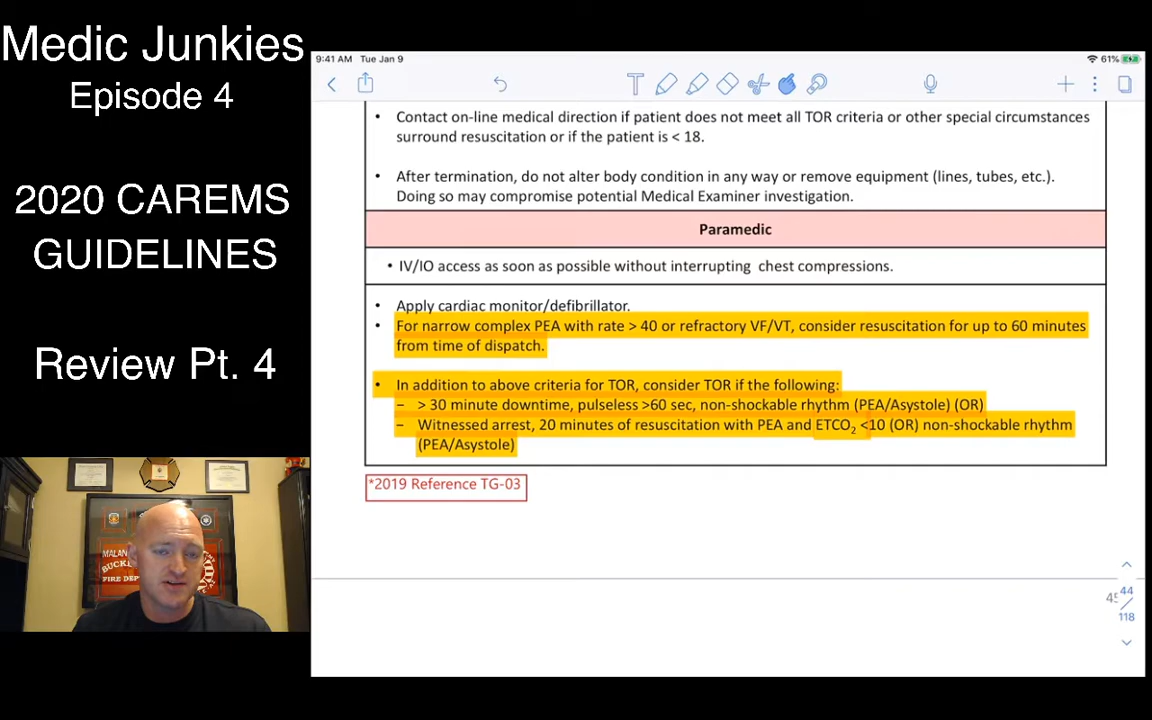 Medic Junkies
Episode 4
2020 CAREMS
GUIDELINES
Review Pt. 4
9:41 AM Tue Jan 9
61%
T
• Contact on-line medical direction if patient does not meet all TOR criteria or other special circumstances
surround resuscitation or if the patient is < 18.
• After termination, do not alter body condition in any way or remove equipment (lines, tubes, etc.).
Doing so may compromise potential Medical Examiner investigation.
Paramedic
• IV/IO access as soon as possible without interrupting chest compressions.
• Apply cardiac monitor/defibrillator.
• For narrow complex PEA with rate > 40 or refractory VF/VT, consider resuscitation for up to 60 minutes
from time of dispatch.
• In addition to above criteria for TOR, consider TOR if the following:
– > 30 minute downtime, pulseless >60 sec, non-shockable rhythm (PEA/Asystole) (OR)
– Witnessed arrest, 20 minutes of resuscitation with PEA and ETCO₂ <10 (OR) non-shockable rhythm
(PEA/Asystole)
*2019 Reference TG-03
44
/
118
FIRE DEP